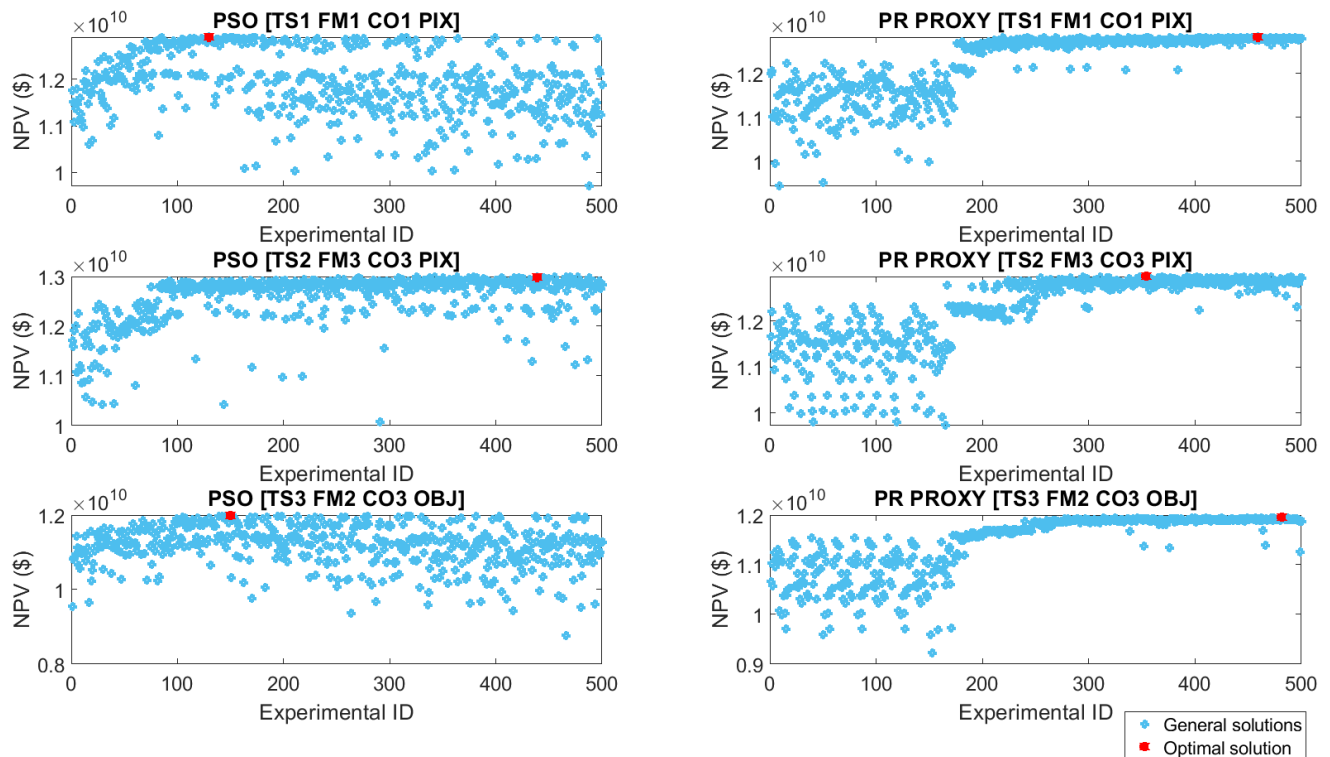 ×10^10
PSO [TS1 FM1 CO1 PIX]
NPV ($)
1.2
1.1
1
0 100 200 300 400 500
Experimental ID
×10^10
PR PROXY [TS1 FM1 CO1 PIX]
NPV ($)
1.2
1.1
1
0 100 200 300 400 500
Experimental ID
×10^10
PSO [TS2 FM3 CO3 PIX]
NPV ($)
1.3
1.2
1.1
1
0 100 200 300 400 500
Experimental ID
×10^10
PR PROXY [TS2 FM3 CO3 PIX]
NPV ($)
1.2
1.1
1
0 100 200 300 400 500
Experimental ID
×10^10
PSO [TS3 FM2 CO3 OBJ]
NPV ($)
1.2
1
0.8
0 100 200 300 400 500
Experimental ID
×10^10
PR PROXY [TS3 FM2 CO3 OBJ]
NPV ($)
1.2
1.1
1
0.9
0 100 200 300 400 500
Experimental ID
General solutions
Optimal solution